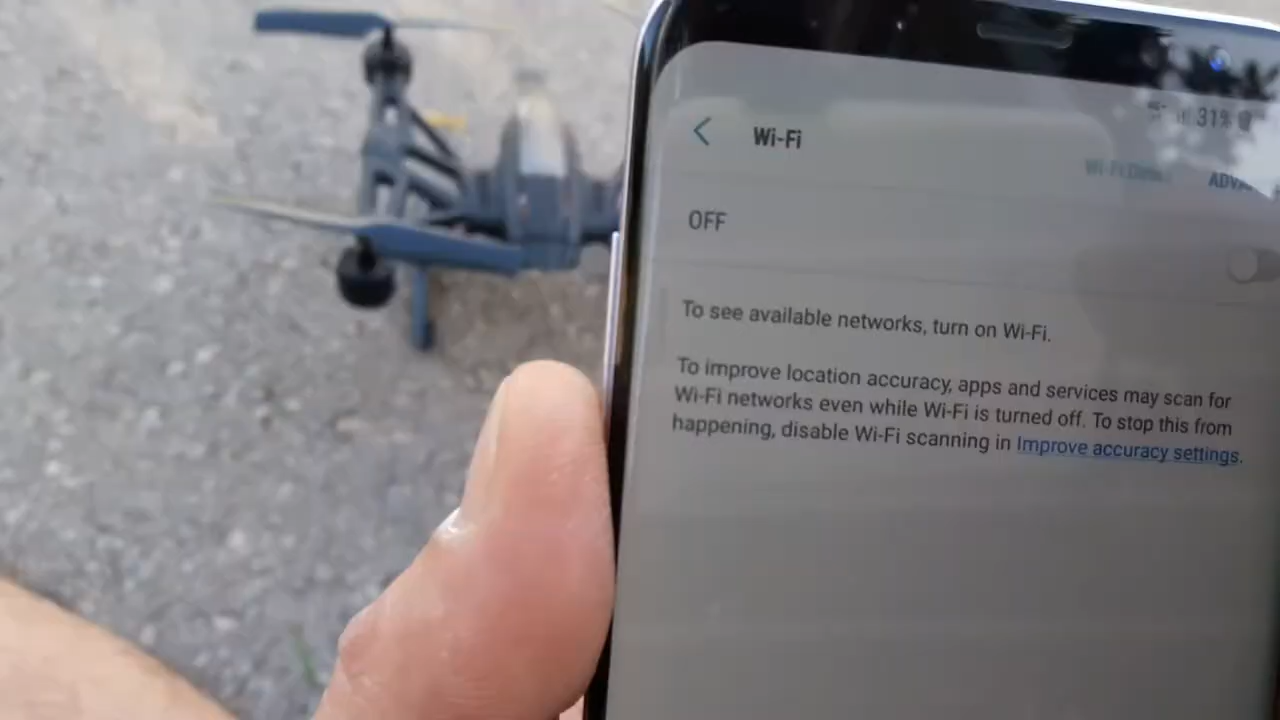 31%
Wi-Fi
OFF
To see available networks, turn on Wi-Fi.
To improve location accuracy, apps and services may scan for
Wi-Fi networks even while Wi-Fi is turned off. To stop this from
happening, disable Wi-Fi scanning in Improve accuracy settings.